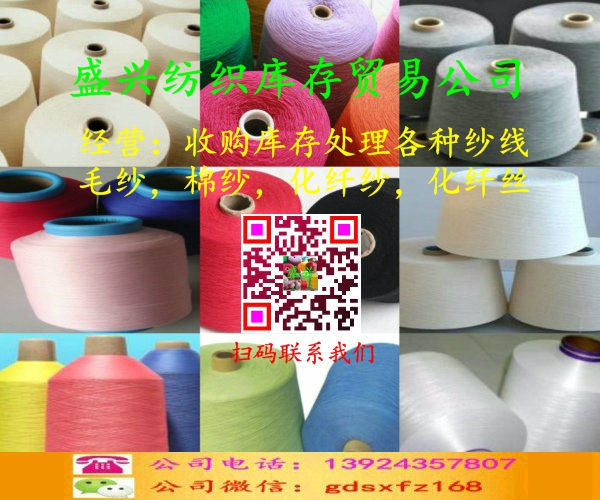 盛兴纺织库存贸易公司
经营：收购库存处理各种纱线
毛纱，棉纱，化纤纱，化纤丝
扫码联系我们
公司电话：13924357807
公司微信：gdsxfz168